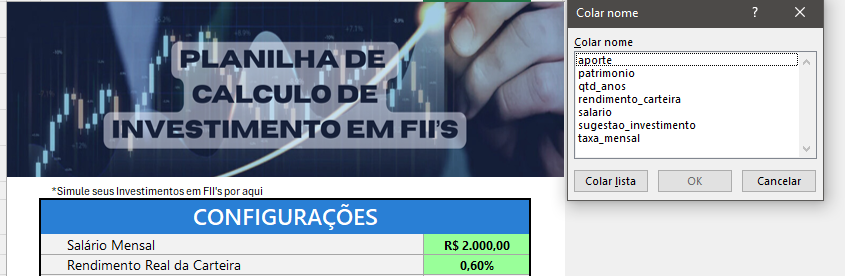 PLANILHA DE
CALCULO DE
INVESTIMENTO EM FII'S
*Simule seus Investimentos em FII's por aqui
CONFIGURAÇÕES
Salário Mensal R$ 2.000,00
Rendimento Real da Carteira 0,60%
Colar nome
?
Colar nome
aporte
patrimonio
qtd_anos
rendimento_carteira
salario
sugestao_investimento
taxa_mensal
Colar lista OK Cancelar